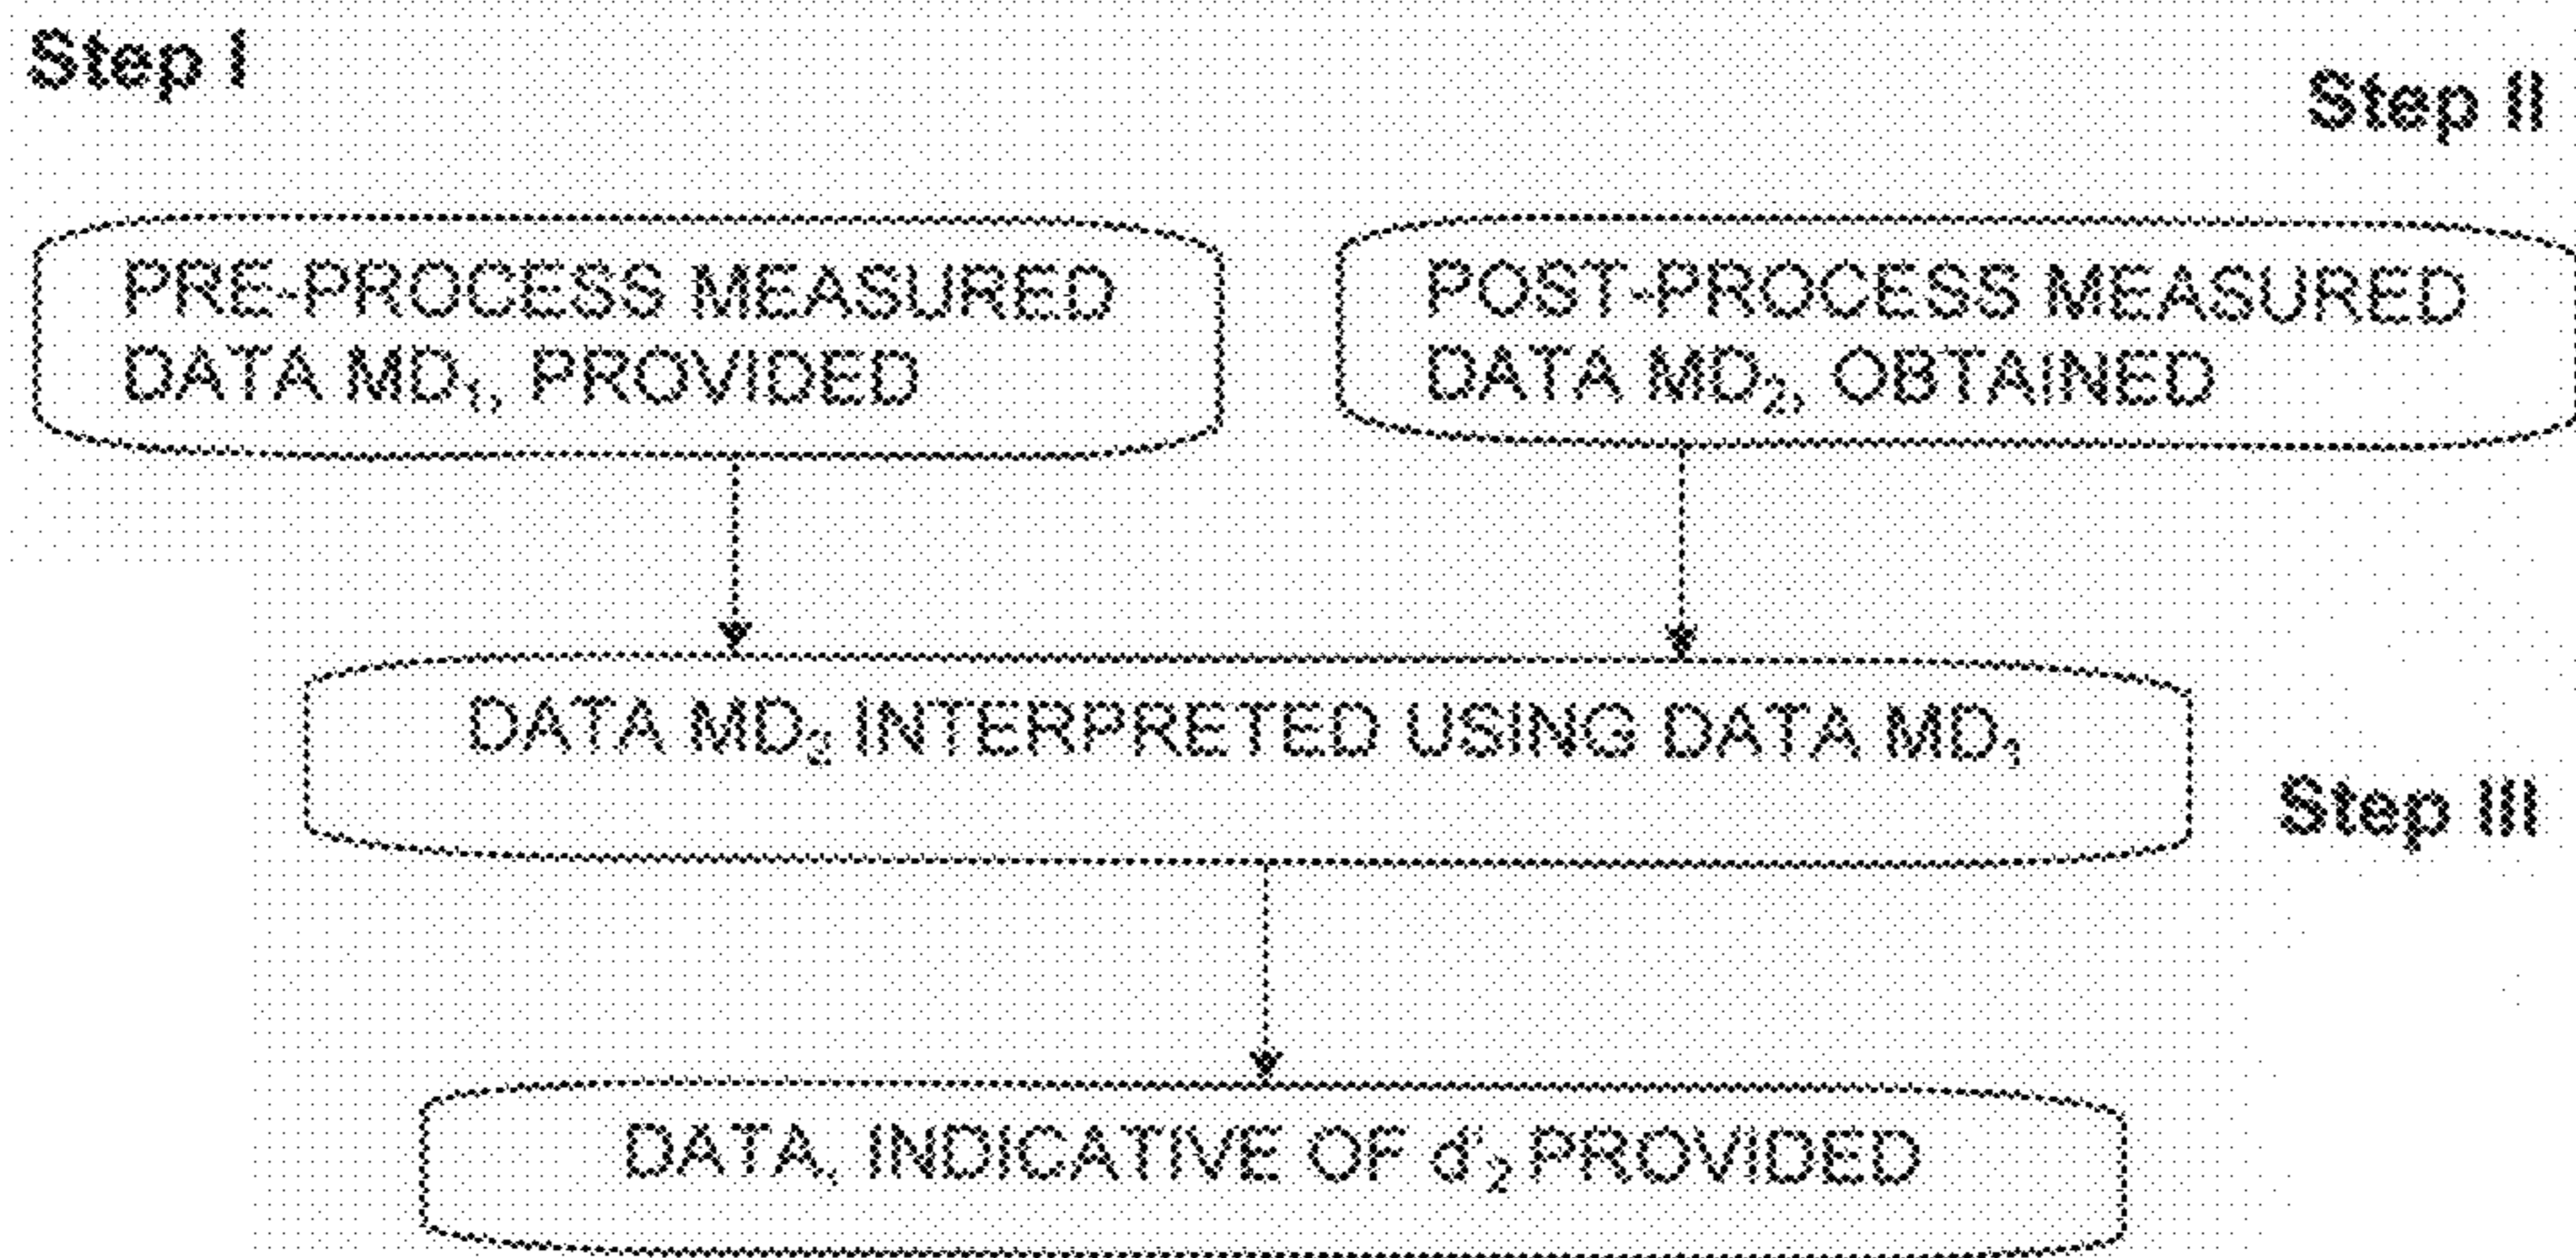 Step I
Step II
PRE-PROCESS MEASURED
DATA MD₁, PROVIDED
POST-PROCESS MEASURED
DATA MD₂, OBTAINED
DATA MD₂ INTERPRETED USING DATA MD₁
Step III
DATA, INDICATIVE OF d'₂ PROVIDED